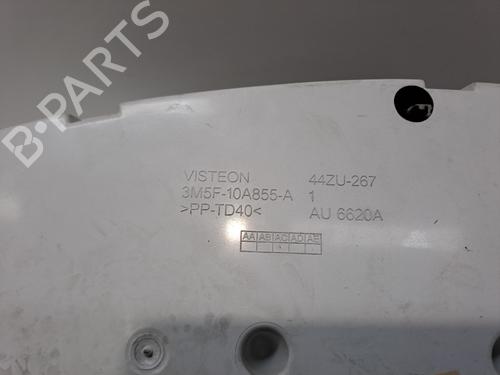 B-PARTS
VISTEON 44ZU-267
3M5F-10A855-A 1
>PP-TD40< AU 6620A
AA AB AC AD AE